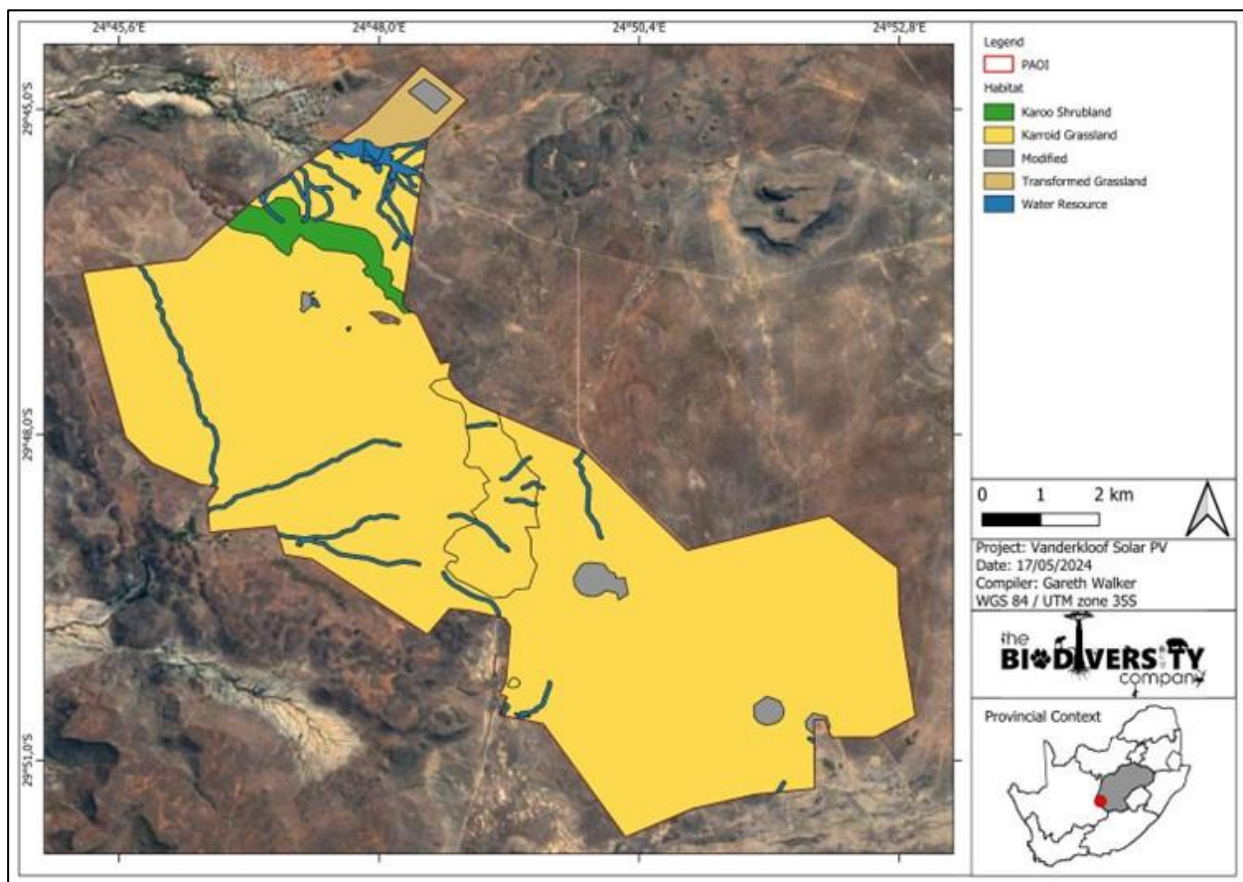 24°45,6'E 24°48,0'E 24°50,4'E 24°52,8'E
29°45,0'S
29°48,0'S
29°51,0'S
Legend
PAOI
Habitat
Karoo Shrubland
Karroid Grassland
Modified
Transformed Grassland
Water Resource
0 1 2 km
Project: Vanderkloof Solar PV
Date: 17/05/2024
Compiler: Gareth Walker
WGS 84 / UTM zone 35S
the
BIODIVERSITY
company
Provincial Context